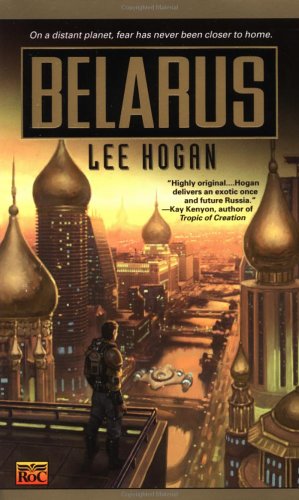 On a distant planet, fear has never been closer to home.
BELARUS
LEE HOGAN
"Highly original....Hogan
delivers an exotic once
and future Russia."
—Kay Kenyon, author of
Tropic of Creation
ROC